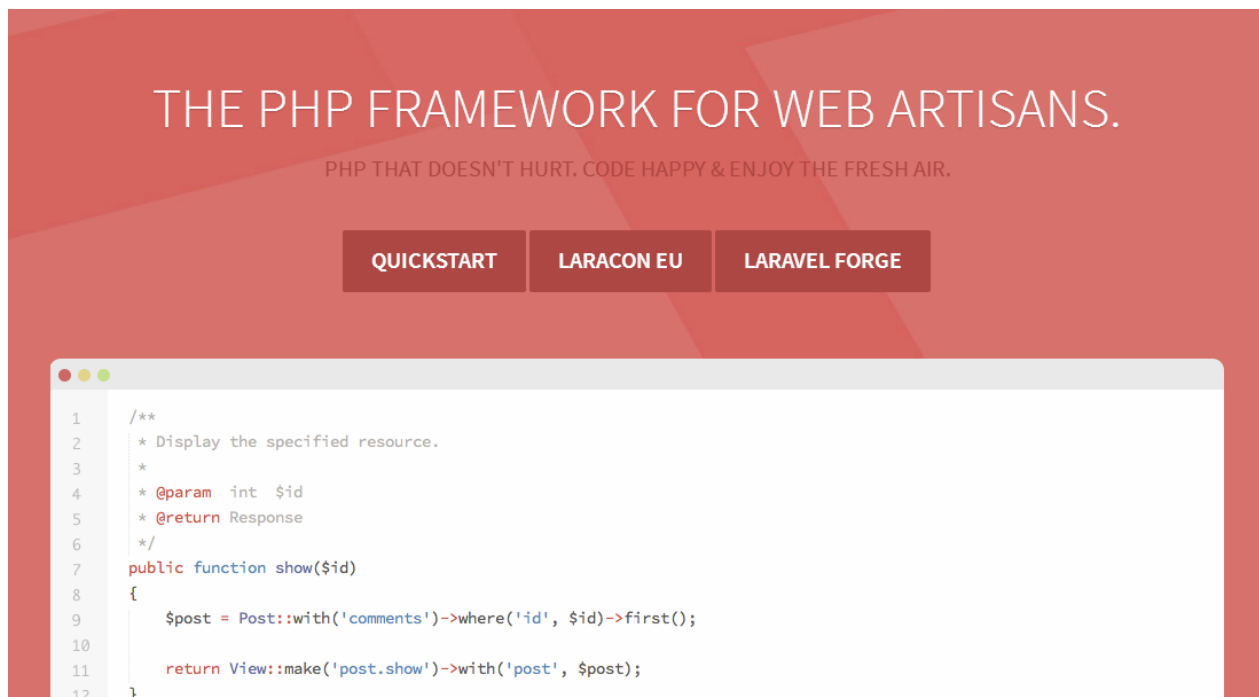 THE PHP FRAMEWORK FOR WEB ARTISANS.
PHP THAT DOESN'T HURT. CODE HAPPY & ENJOY THE FRESH AIR.
QUICKSTART LARACON EU LARAVEL FORGE
1 /**
2  * Display the specified resource.
3  *
4  * @param  int  $id
5  * @return Response
6  */
7 public function show($id)
8 {
9     $post = Post::with('comments')->where('id', $id)->first();
10
11     return View::make('post.show')->with('post', $post);
12 }